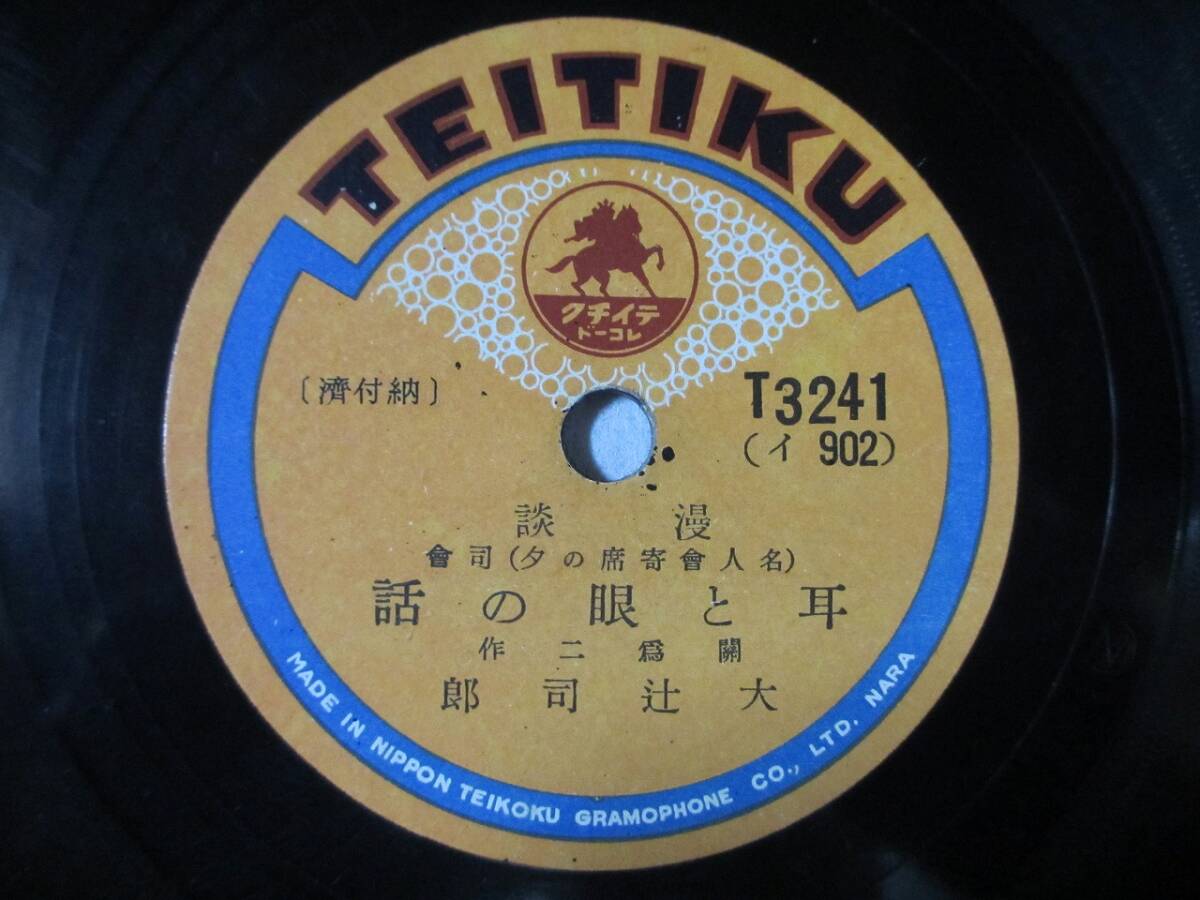 TEITIKU
テイチク
レコード
〔納付濟〕
T3241
(イ 902)
漫談
(名人會寄席の夕)司會
耳と眼の話
關爲二作
大辻司郎
MADE IN NIPPON TEIKOKU GRAMOPHONE CO., LTD. NARA